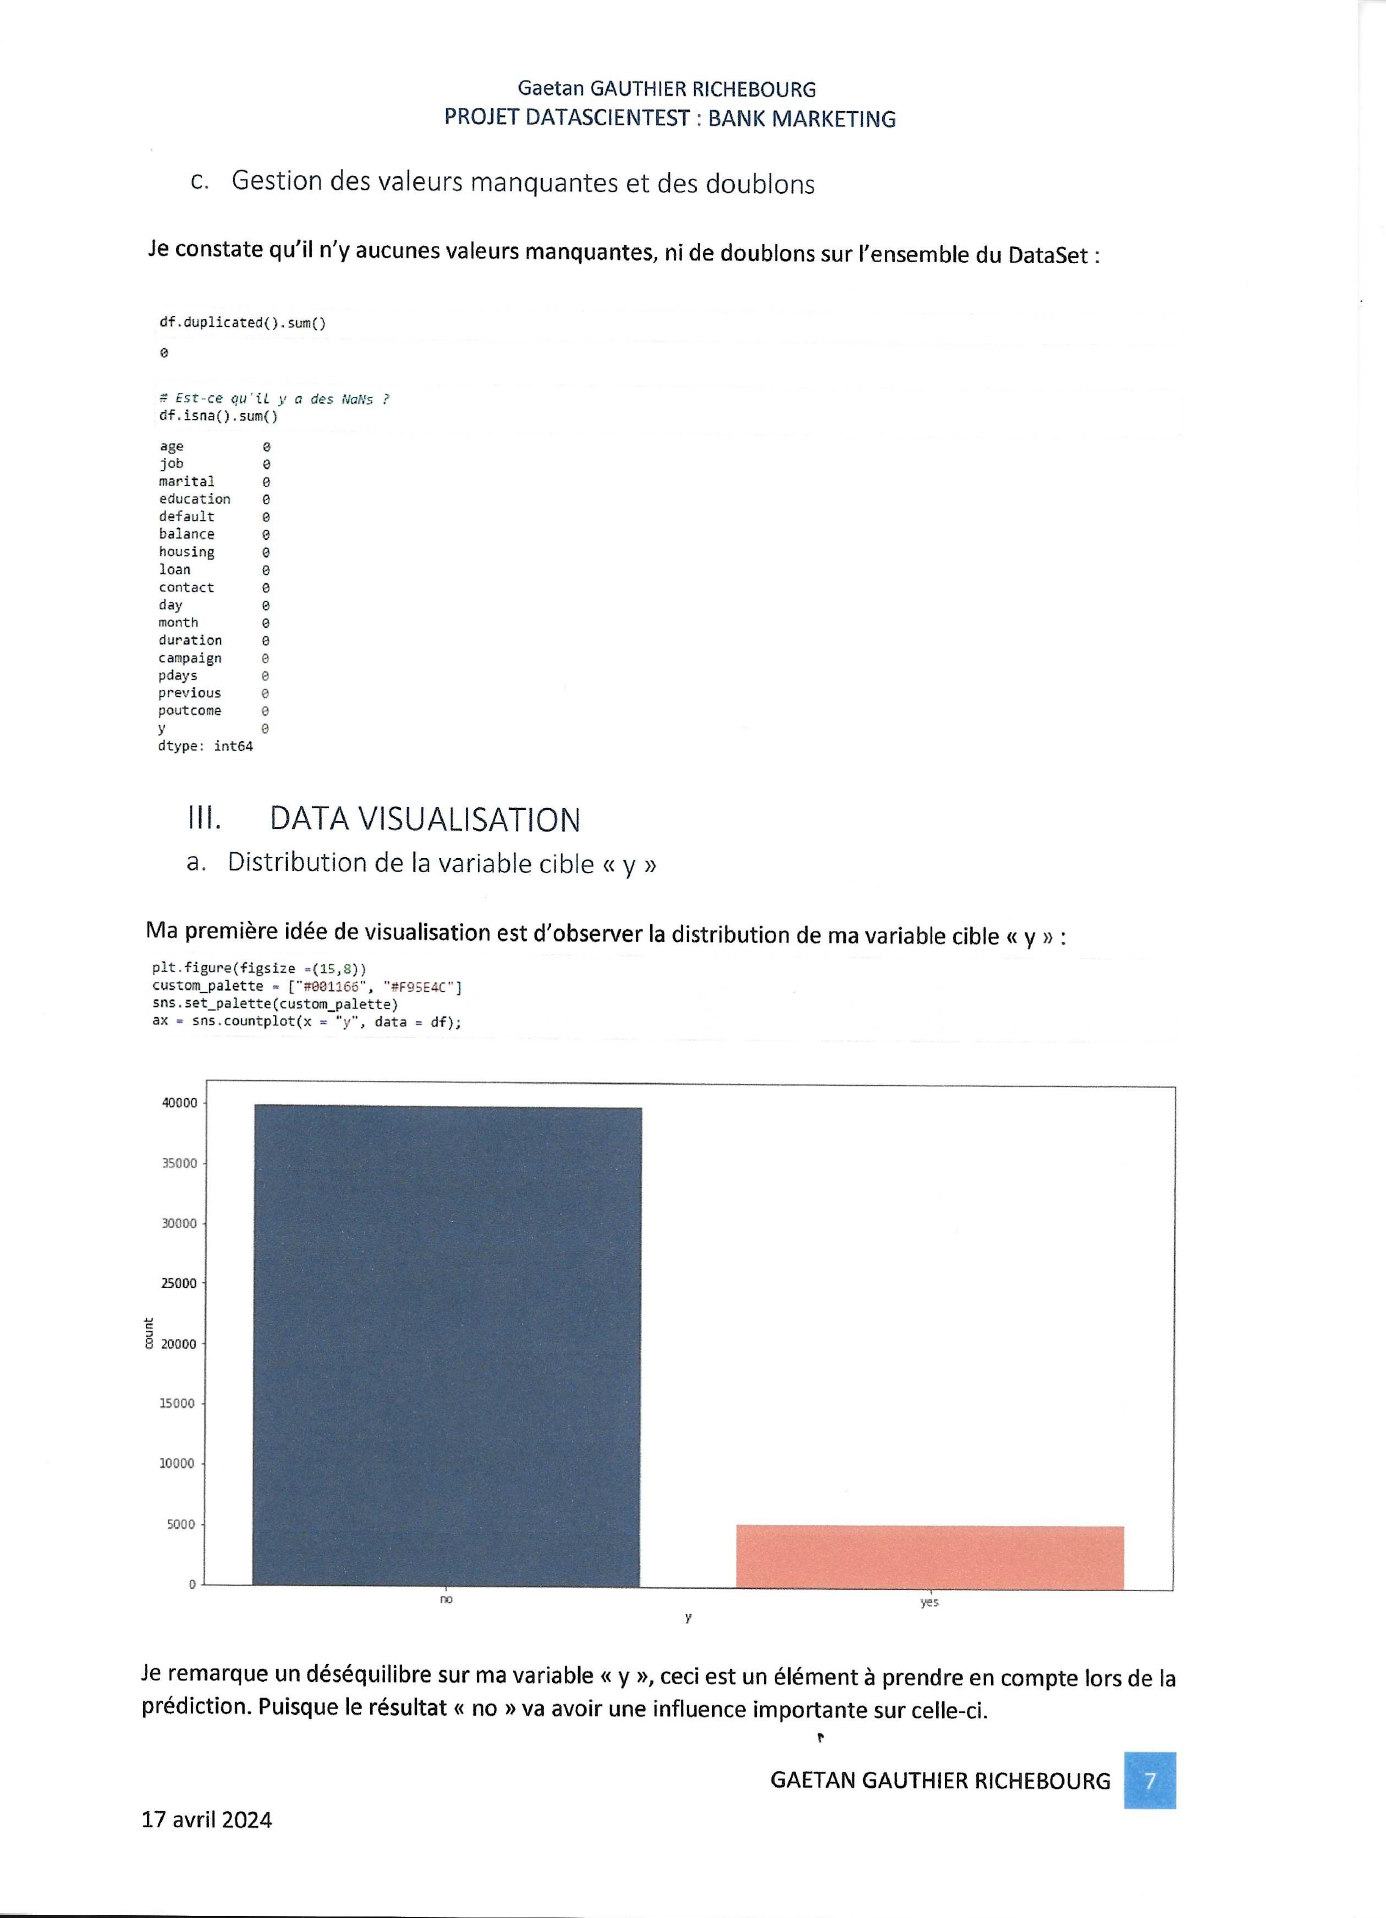 Gaetan GAUTHIER RICHEBOURG
PROJET DATASCIENTEST : BANK MARKETING
c. Gestion des valeurs manquantes et des doublons
Je constate qu'il n'y aucunes valeurs manquantes, ni de doublons sur l'ensemble du DataSet :
df.duplicated().sum()
0
# Est-ce qu'il y a des NaNs ?
df.isna().sum()
age 0
job 0
marital 0
education 0
default 0
balance 0
housing 0
loan 0
contact 0
day 0
month 0
duration 0
campaign 0
pdays 0
previous 0
poutcome 0
y 0
dtype: int64
III. DATA VISUALISATION
a. Distribution de la variable cible « y »
Ma première idée de visualisation est d'observer la distribution de ma variable cible « y » :
plt.figure(figsize =(15,8))
custom_palette = ["#001166", "#F95E4C"]
sns.set_palette(custom_palette)
ax = sns.countplot(x = "y", data = df);
40000
35000
30000
25000
20000
15000
10000
5000
0
count
no yes
y
Je remarque un déséquilibre sur ma variable « y », ceci est un élément à prendre en compte lors de la
prédiction. Puisque le résultat « no » va avoir une influence importante sur celle-ci.
GAETAN GAUTHIER RICHEBOURG 7
17 avril 2024